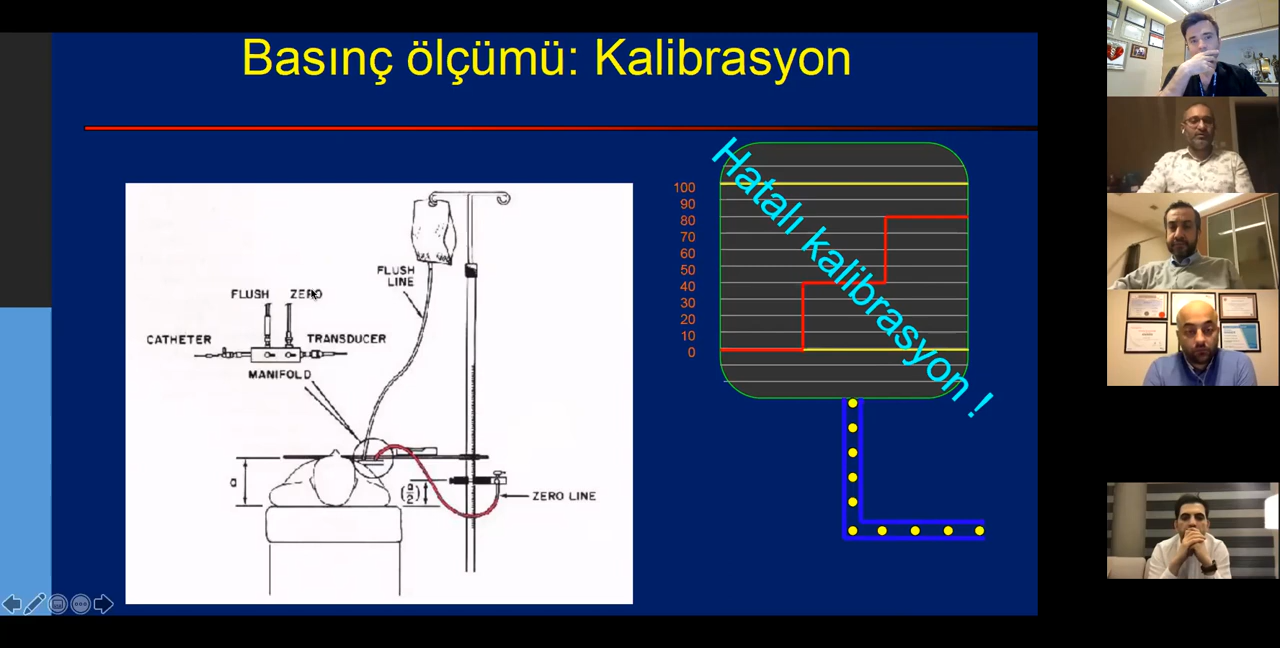 Basınç ölçümü: Kalibrasyon
FLUSH
LINE
FLUSH ZERO
CATHETER
TRANSDUCER
MANIFOLD
a
(a/2)
ZERO LINE
100
90
80
70
60
50
40
30
20
10
0
Hatalı kalibrasyon !